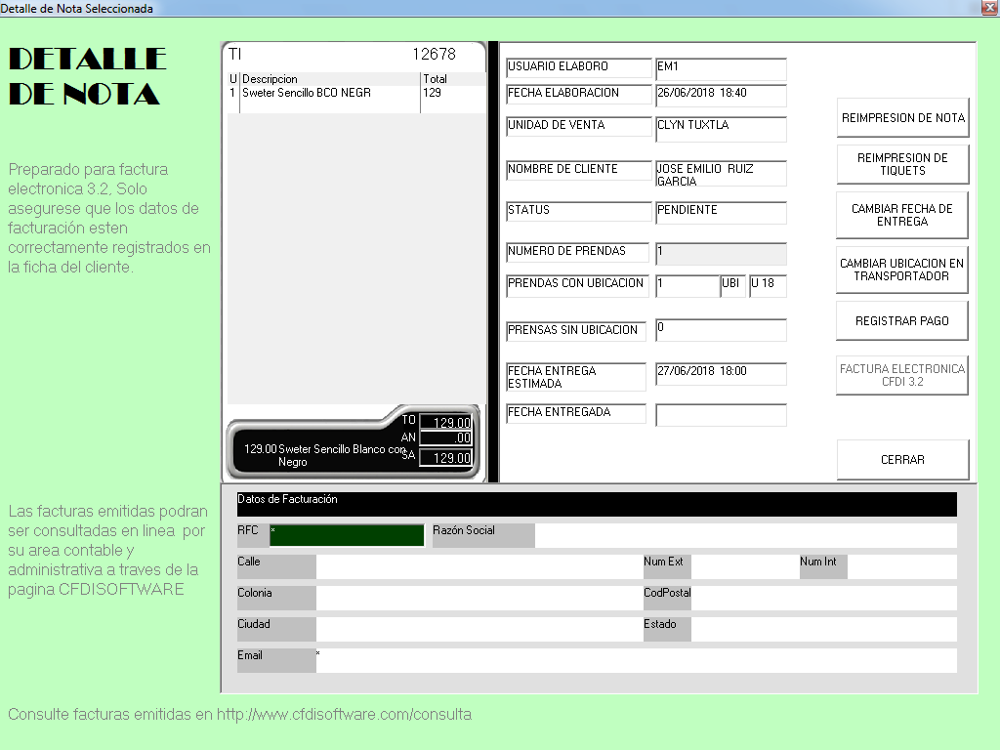 Detalle de Nota Seleccionada
DETALLE
DE NOTA
Preparado para factura
electronica 3.2, Solo
asegurese que los datos de
facturación esten
correctamente registrados en
la ficha del cliente.
Las facturas emitidas podran
ser consultadas en linea por
su area contable y
administrativa a traves de la
pagina CFDISOFTWARE
TI 12678
U Descripcion Total
1 Sweter Sencillo BCO NEGR 129
TO 129.00
AN .00
SA 129.00
129.00 Sweter Sencillo Blanco con
Negro
USUARIO ELABORO EM1
FECHA ELABORACION 26/06/2018 18:40
UNIDAD DE VENTA CLYN TUXTLA
NOMBRE DE CLIENTE JOSE EMILIO RUIZ
GARCIA
STATUS PENDIENTE
NUMERO DE PRENDAS 1
PRENDAS CON UBICACION 1 UBI U 18
PRENSAS SIN UBICACION 0
FECHA ENTREGA
ESTIMADA
27/06/2018 18:00
FECHA ENTREGADA
REIMPRESION DE NOTA
REIMPRESION DE
TIQUETS
CAMBIAR FECHA DE
ENTREGA
CAMBIAR UBICACION EN
TRANSPORTADOR
REGISTRAR PAGO
FACTURA ELECTRONICA
CFDI 3.2
CERRAR
Datos de Facturación
RFC * Razón Social
Calle Num Ext Num Int
Colonia CodPostal
Ciudad Estado
Email *
Consulte facturas emitidas en http://www.cfdisoftware.com/consulta